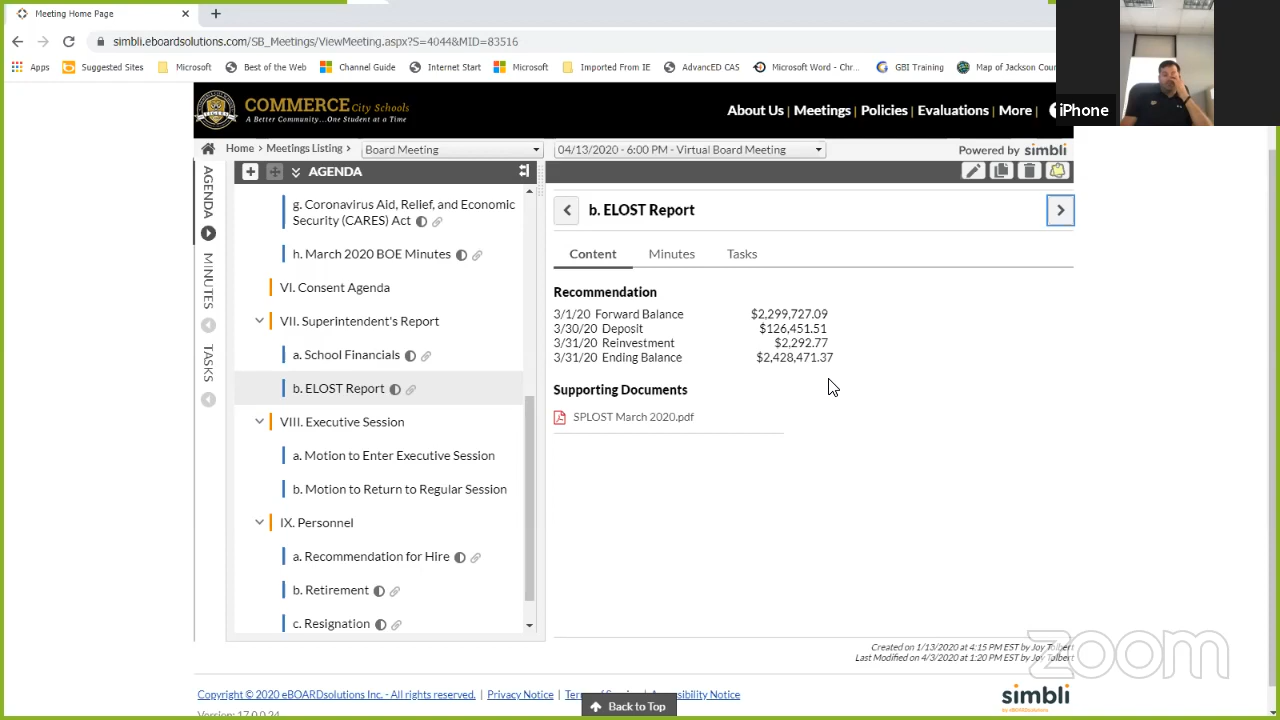 Meeting Home Page
simbli.eboardsolutions.com/SB_Meetings/ViewMeeting.aspx?S=4044&MID=83516
Apps Suggested Sites Microsoft Best of the Web Channel Guide Internet Start Microsoft Imported From IE AdvancED CAS Microsoft Word - Chr... GBI Training Map of Jackson Coun
iPhone
COMMERCE City Schools
A Better Community...One Student at a Time
About Us | Meetings | Policies | Evaluations | More |
Home > Meetings Listing > Board Meeting 04/13/2020 - 6:00 PM - Virtual Board Meeting Powered by simbli
AGENDA
MINUTES
TASKS
AGENDA
g. Coronavirus Aid, Relief, and Economic
Security (CARES) Act
h. March 2020 BOE Minutes
VI. Consent Agenda
VII. Superintendent's Report
a. School Financials
b. ELOST Report
VIII. Executive Session
a. Motion to Enter Executive Session
b. Motion to Return to Regular Session
IX. Personnel
a. Recommendation for Hire
b. Retirement
c. Resignation
b. ELOST Report
Content Minutes Tasks
Recommendation
3/1/20 Forward Balance $2,299,727.09
3/30/20 Deposit $126,451.51
3/31/20 Reinvestment $2,292.77
3/31/20 Ending Balance $2,428,471.37
Supporting Documents
SPLOST March 2020.pdf
Created on 1/13/2020 at 4:15 PM EST by Joy Tolbert
Last Modified on 4/3/2020 at 1:20 PM EST by Joy Tolbert
zoom
Copyright © 2020 eBOARDsolutions Inc. - All rights reserved. | Privacy Notice |
Back to Top
simbli
by eBOARDsolutions
Version: 17.0.0.24